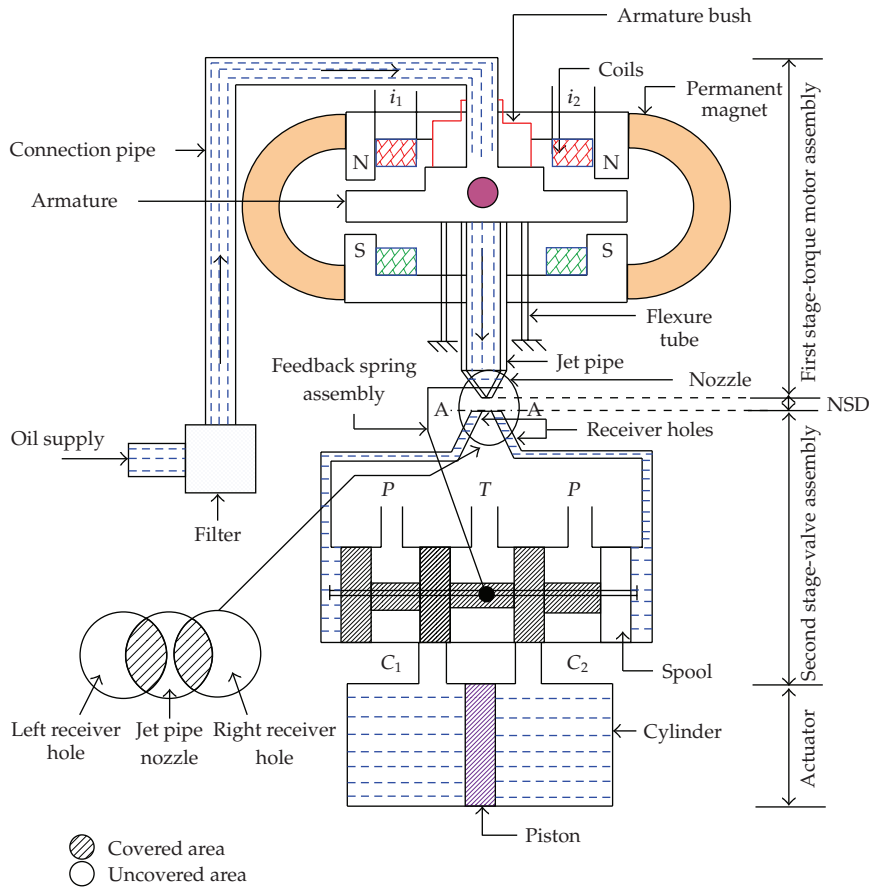 Armature bush
Coils
i1
i2
Permanent
magnet
Connection pipe
N
N
Armature
S
S
First stage-torque motor assembly
Flexure
tube
Jet pipe
Feedback spring
assembly
Nozzle
A
A
NSD
Receiver holes
Oil supply
Filter
P
T
P
Second stage-valve assembly
C1
C2
Spool
Left receiver
hole
Jet pipe
nozzle
Right receiver
hole
Cylinder
Actuator
Piston
Covered area
Uncovered area